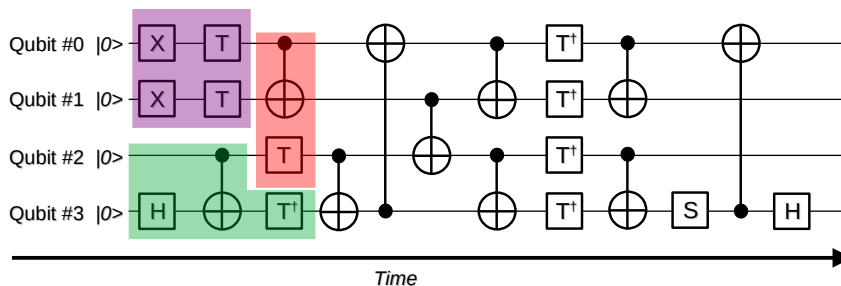 Qubit #0 |0> X T T†
Qubit #1 |0> X T T†
Qubit #2 |0> T T†
Qubit #3 |0> H T† T† S H
Time